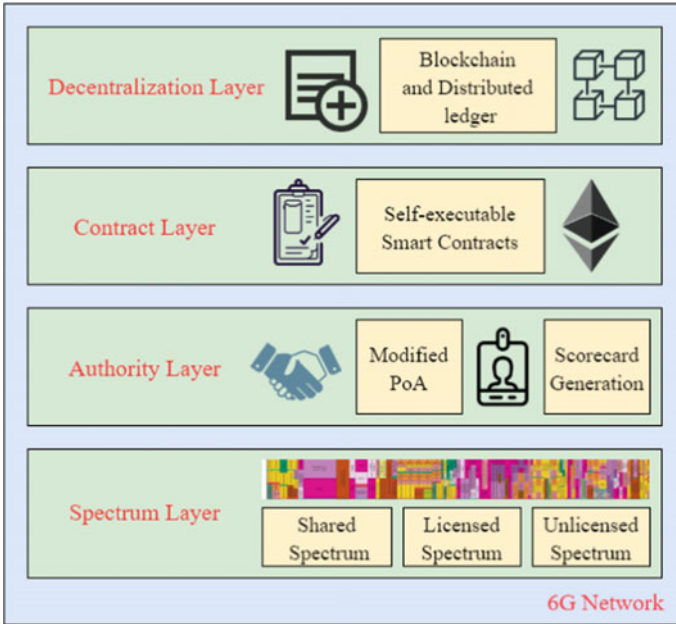 Decentralization Layer
Blockchain
and Distributed
ledger
Contract Layer
Self-executable
Smart Contracts
Authority Layer
Modified
PoA
Scorecard
Generation
Spectrum Layer
Shared
Spectrum
Licensed
Spectrum
Unlicensed
Spectrum
6G Network